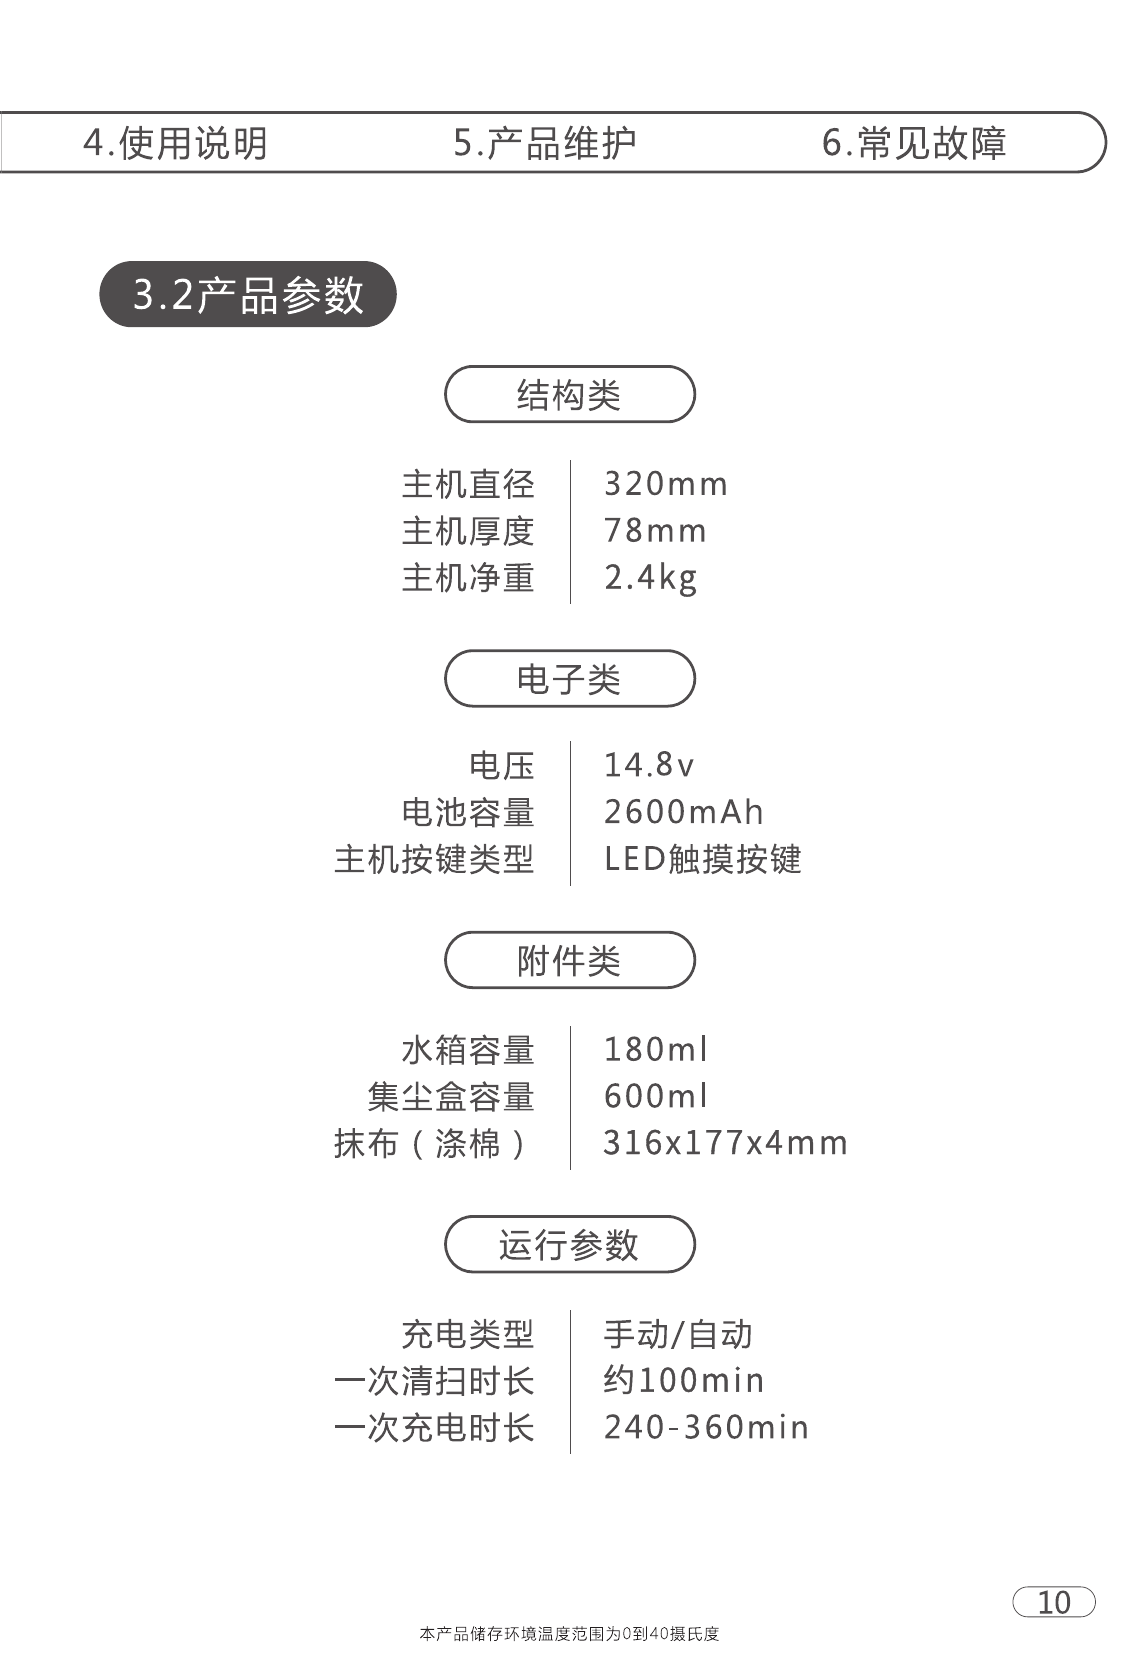 4.使用说明 5.产品维护 6.常见故障
3.2产品参数
结构类
主机直径 320mm
主机厚度 78mm
主机净重 2.4kg
电子类
电压 14.8v
电池容量 2600mAh
主机按键类型 LED触摸按键
附件类
水箱容量 180ml
集尘盒容量 600ml
抹布(涤棉) 316x177x4mm
运行参数
充电类型 手动/自动
一次清扫时长 约100min
一次充电时长 240-360min
10
本产品储存环境温度范围为0到40摄氏度